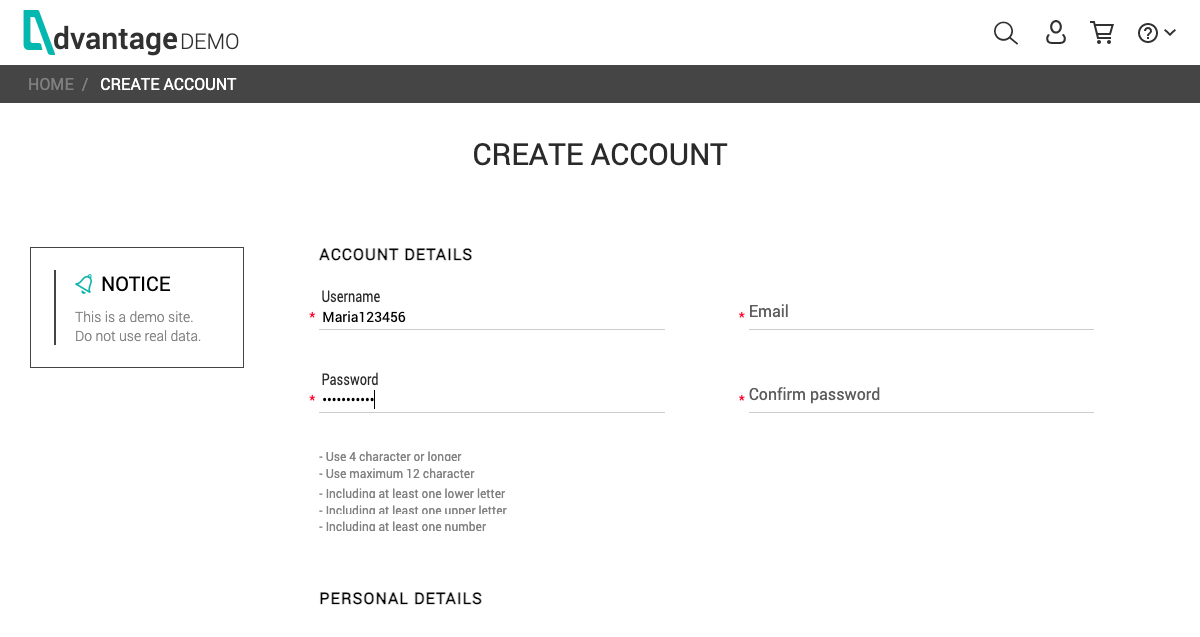 dvantage DEMO
HOME / CREATE ACCOUNT
CREATE ACCOUNT
NOTICE
This is a demo site.
Do not use real data.
ACCOUNT DETAILS
Username
* Maria123456
* Email
Password
* •••••••••••
* Confirm password
- Use 4 character or longer
- Use maximum 12 character
- Including at least one lower letter
- Including at least one upper letter
- Including at least one number
PERSONAL DETAILS